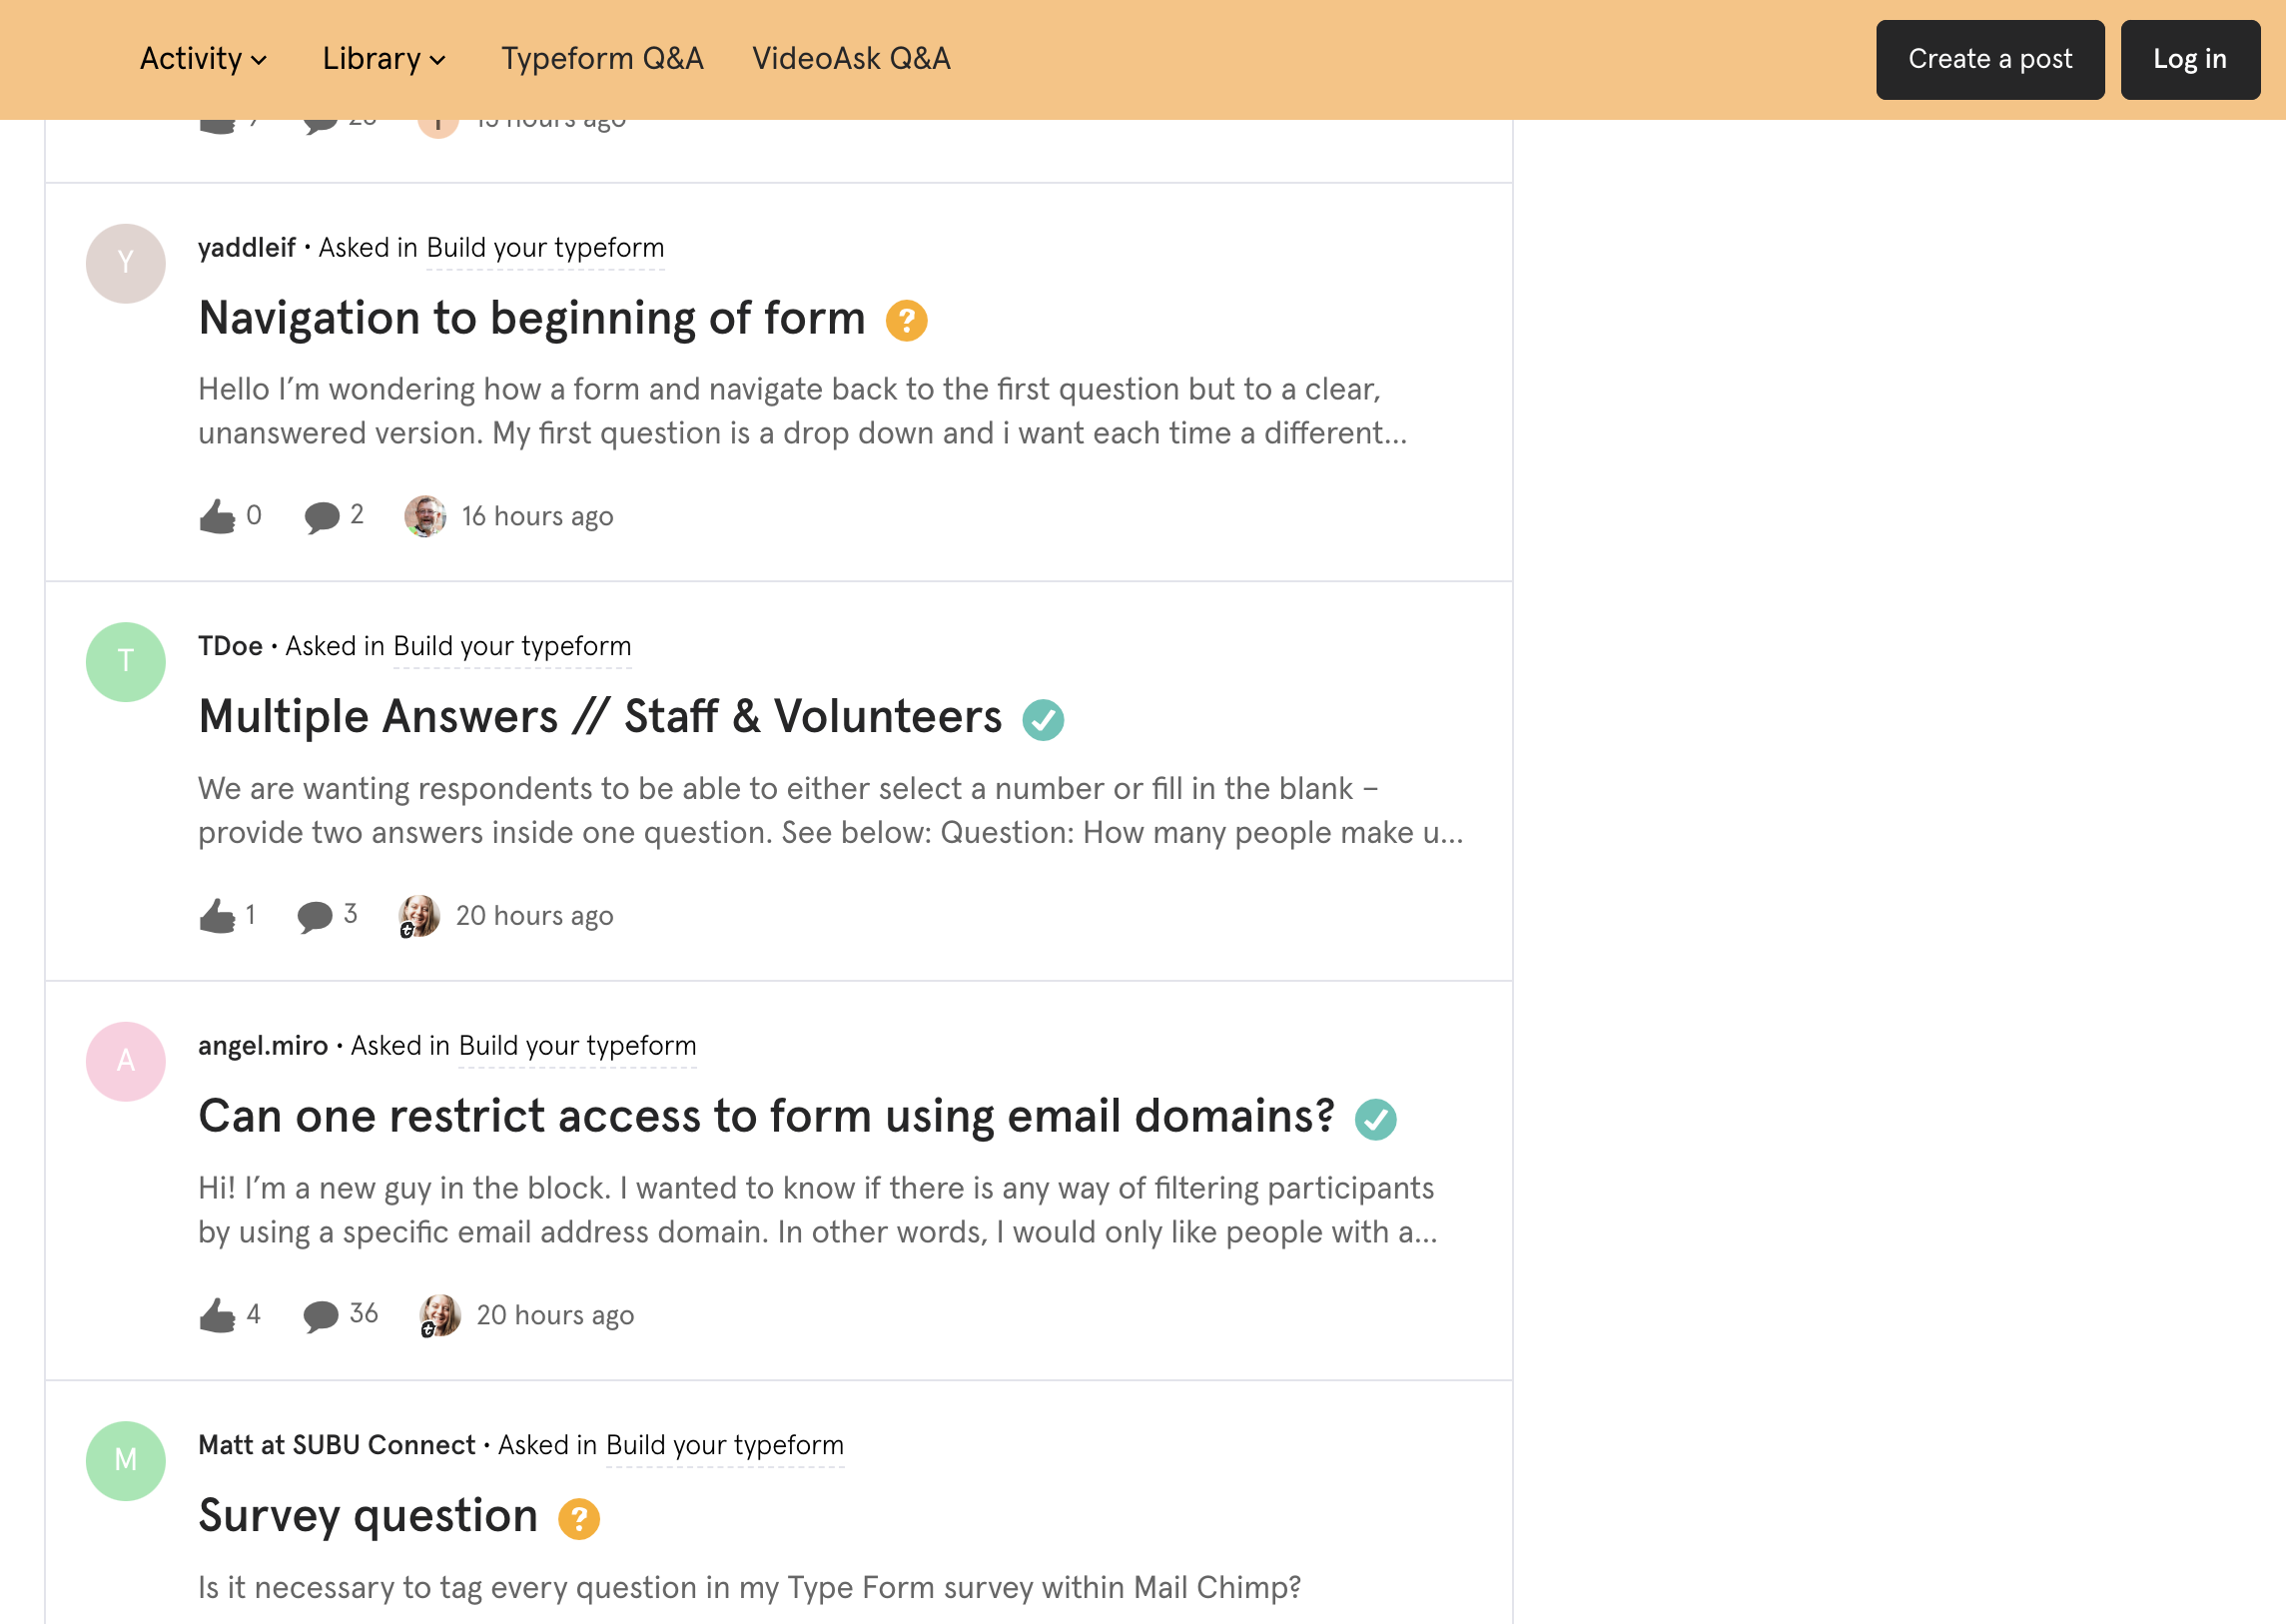 Activity Library Typeform Q&A VideoAsk Q&A Create a post Log in
15 hours ago
Y
yaddleif • Asked in Build your typeform
Navigation to beginning of form ?
Hello I’m wondering how a form and navigate back to the first question but to a clear,
unanswered version. My first question is a drop down and i want each time a different...
0 2 16 hours ago
T
TDoe • Asked in Build your typeform
Multiple Answers // Staff & Volunteers
We are wanting respondents to be able to either select a number or fill in the blank –
provide two answers inside one question. See below: Question: How many people make u...
1 3 20 hours ago
A
angel.miro • Asked in Build your typeform
Can one restrict access to form using email domains?
Hi! I’m a new guy in the block. I wanted to know if there is any way of filtering participants
by using a specific email address domain. In other words, I would only like people with a...
4 36 20 hours ago
M
Matt at SUBU Connect • Asked in Build your typeform
Survey question ?
Is it necessary to tag every question in my Type Form survey within Mail Chimp?